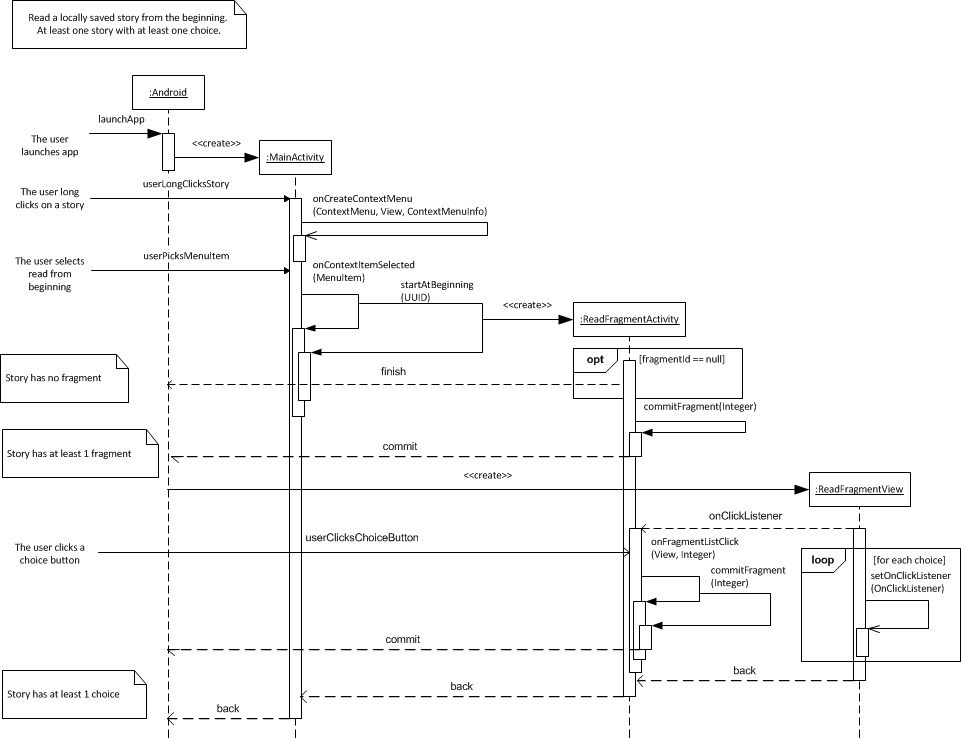 Read a locally saved story from the beginning.
At least one story with at least one choice.
:Android
launchApp
The user
launches app
<<create>>
:MainActivity
The user long
clicks on a story
userLongClicksStory
onCreateContextMenu
(ContextMenu, View, ContextMenuInfo)
The user selects
read from
beginning
userPicksMenuItem
onContextItemSelected
(MenuItem)
startAtBeginning
(UUID)
<<create>>
:ReadFragmentActivity
opt
[fragmentId == null]
Story has no fragment
finish
commitFragment(Integer)
Story has at least 1 fragment
commit
<<create>>
:ReadFragmentView
onClickListener
The user clicks a
choice button
userClicksChoiceButton
onFragmentListClick
(View, Integer)
commitFragment
(Integer)
loop
[for each choice]
setOnClickListener
(OnClickListener)
commit
back
Story has at least 1 choice
back
back